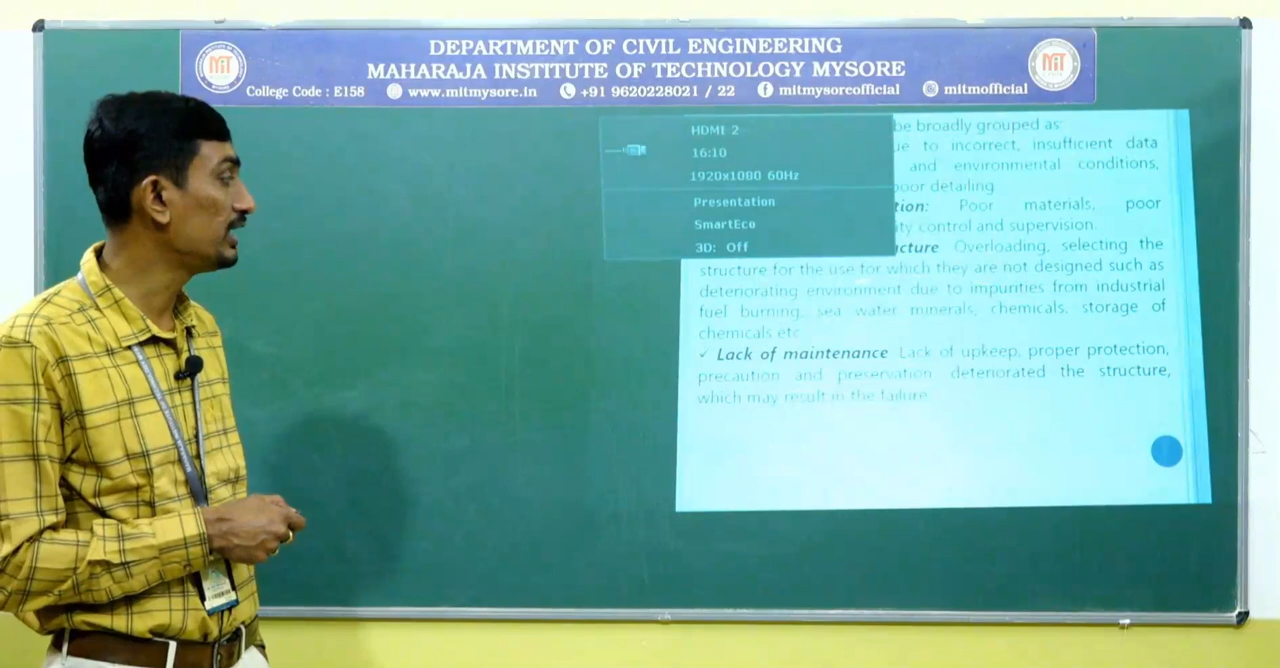 DEPARTMENT OF CIVIL ENGINEERING
MAHARAJA INSTITUTE OF TECHNOLOGY MYSORE
College Code : E158 www.mitmysore.in +91 9620228021 / 22 mitmysoreofficial mitmofficial
MIT
MIT
HDMI 2
16:10
1920x1080 60Hz
Presentation
SmartEco
3D: Off
be broadly grouped as:
ue to incorrect, insufficient data
and environmental conditions,
poor detailing
tion: Poor materials, poor
ity control and supervision.
ucture Overloading, selecting the
structure for the use for which they are not designed such as
deteriorating environment due to impurities from industrial
fuel burning, sea water minerals, chemicals, storage of
chemicals etc
✓ Lack of maintenance Lack of upkeep, proper protection,
precaution and preservation deteriorated the structure,
which may result in the failure.